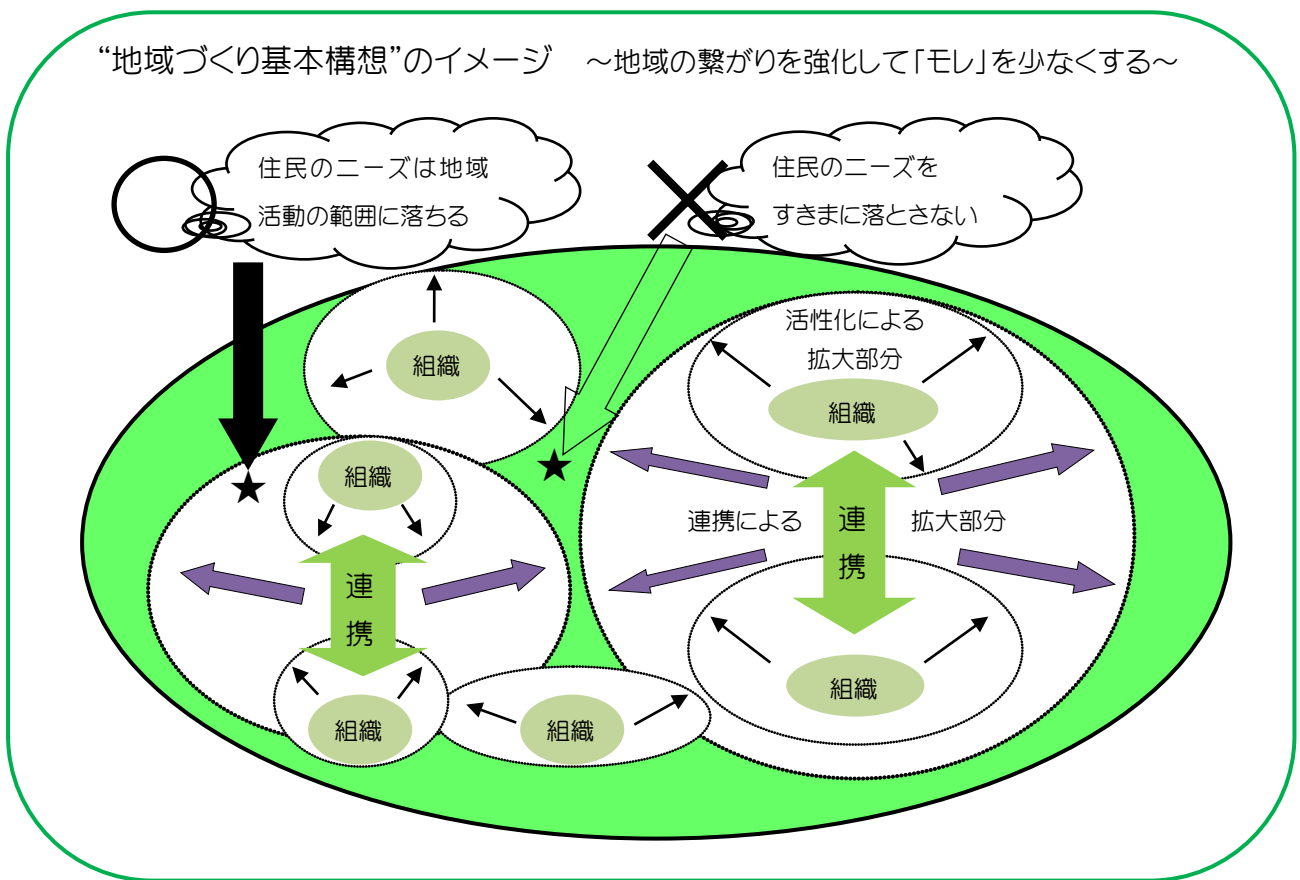 “地域づくり基本構想”のイメージ　～地域の繋がりを強化して「モレ」を少なくする～
住民のニーズは地域
活動の範囲に落ちる
住民のニーズを
すきまに落とさない
組織
活性化による
拡大部分
組織
組織
連携による
連
携
拡大部分
連
携
組織
組織
組織